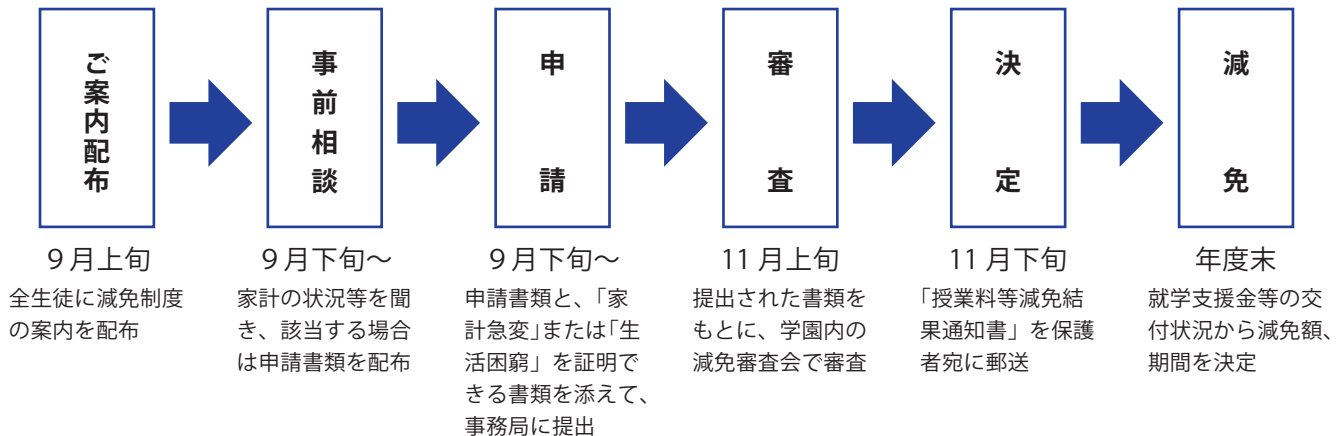 ご案内配布
事前相談
申請
審査
決定
減免
9月上旬
全生徒に減免制度
の案内を配布
9月下旬~
家計の状況等を聞
き、該当する場合
は申請書類を配布
9月下旬~
申請書類と、「家
計急変」または「生
活困窮」を証明で
きる書類を添えて、
事務局に提出
11月上旬
提出された書類を
もとに、学園内の
減免審査会で審査
11月下旬
「授業料等減免結
果通知書」を保護
者宛に郵送
年度末
就学支援金等の交
付状況から減免額、
期間を決定